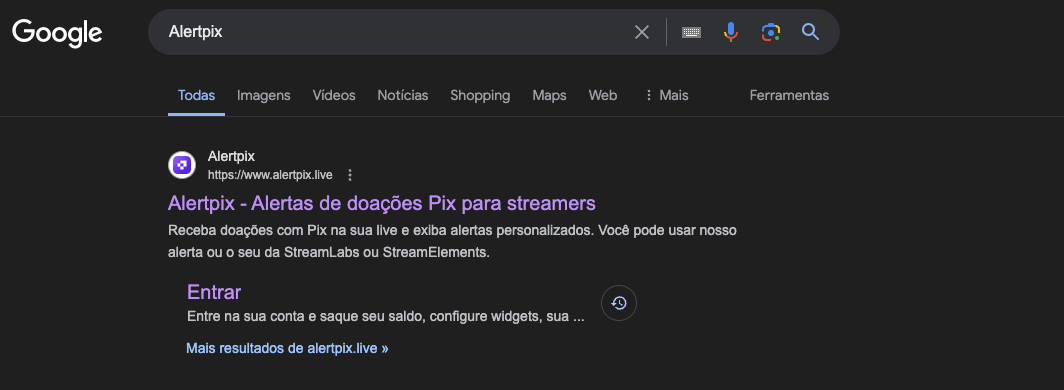 Google
Alertpix
Todas Imagens Vídeos Notícias Shopping Maps Web Mais Ferramentas
Alertpix
https://www.alertpix.live
Alertpix - Alertas de doações Pix para streamers
Receba doações com Pix na sua live e exiba alertas personalizados. Você pode usar nosso
alerta ou o seu da StreamLabs ou StreamElements.
Entrar
Entre na sua conta e saque seu saldo, configure widgets, sua ...
Mais resultados de alertpix.live »